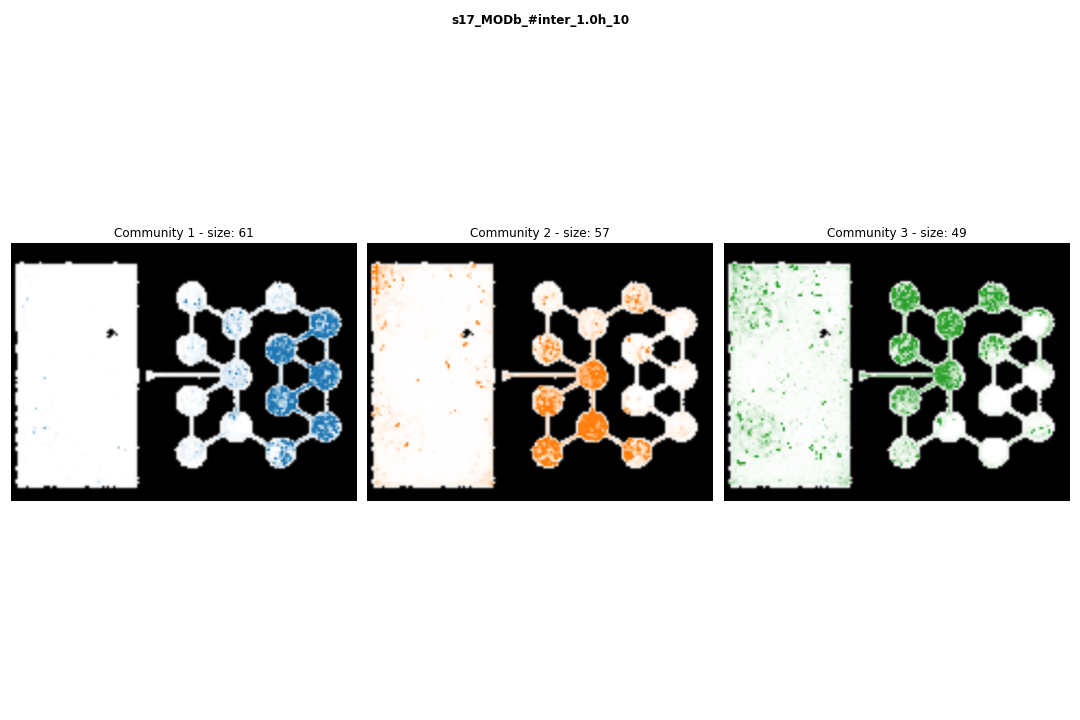 s17_MODb_#inter_1.0h_10
Community 1 - size: 61
Community 2 - size: 57
Community 3 - size: 49